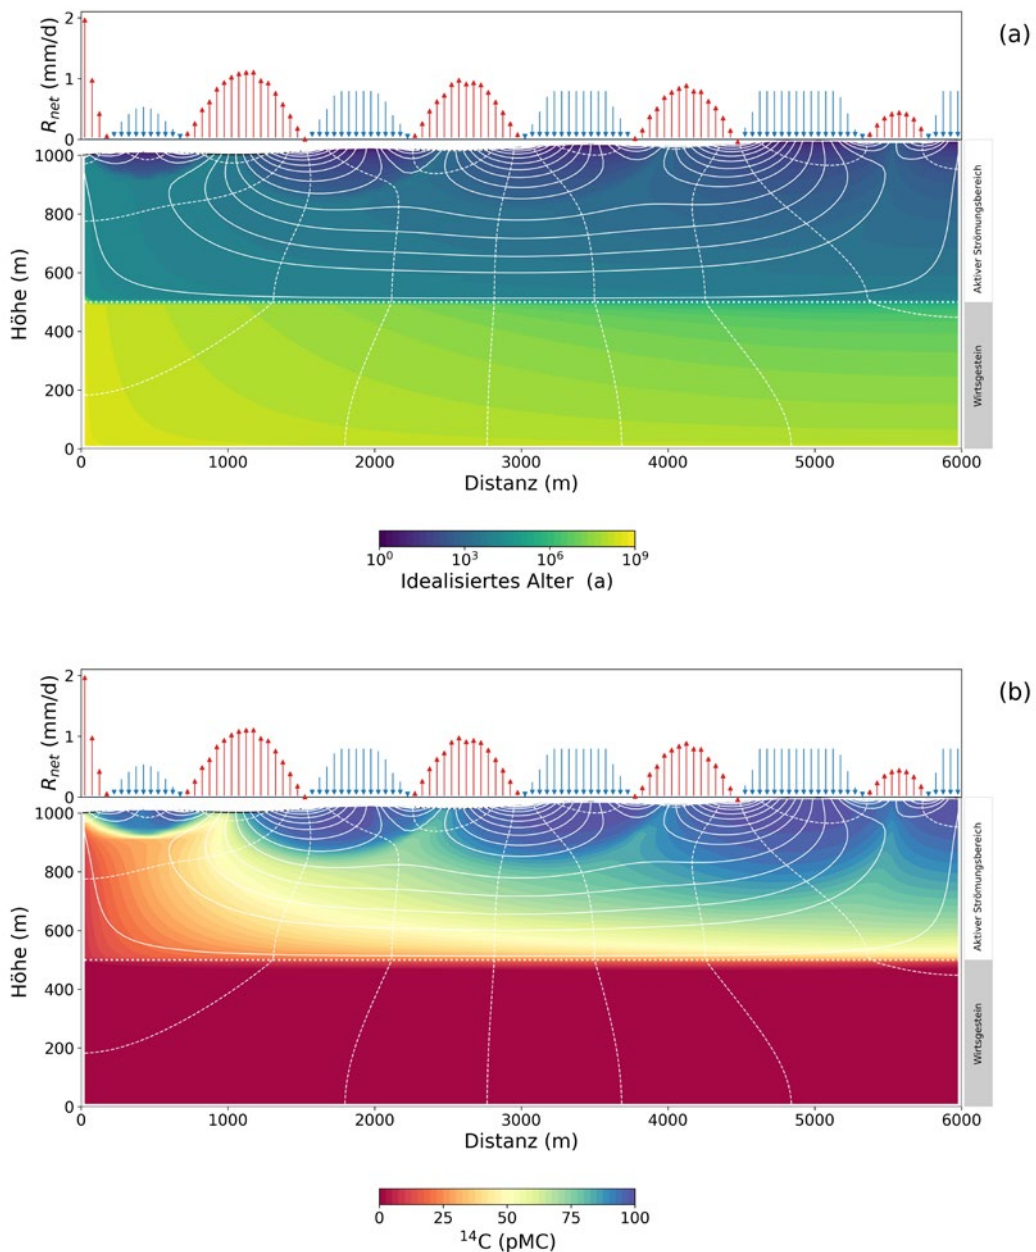 (a)
R_net (mm/d)
2
1
0
1000
800
600
400
200
0
Höhe (m)
Aktiver Strömungsbereich
Wirtsgestein
0 1000 2000 3000 4000 5000 6000
Distanz (m)
10^0 10^3 10^6 10^9
Idealisiertes Alter (a)
(b)
R_net (mm/d)
2
1
0
1000
800
600
400
200
0
Höhe (m)
Aktiver Strömungsbereich
Wirtsgestein
0 1000 2000 3000 4000 5000 6000
Distanz (m)
0 25 50 75 100
^14C (pMC)